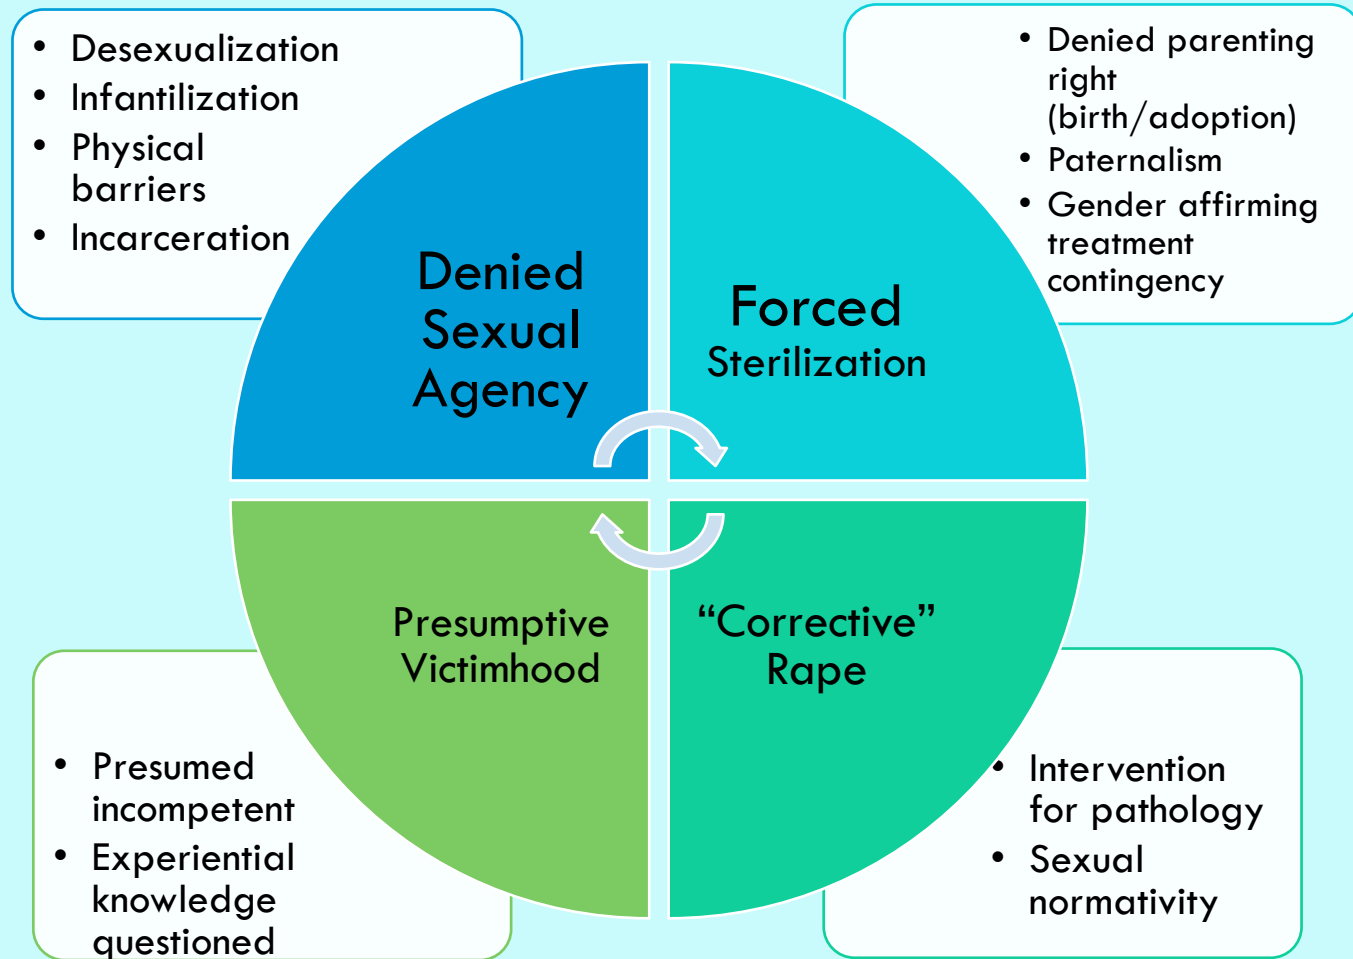 • Desexualization
• Infantilization
• Physical
barriers
• Incarceration
Denied
Sexual
Agency
• Denied parenting
right
(birth/adoption)
• Paternalism
• Gender affirming
treatment
contingency
Forced
Sterilization
Presumptive
Victimhood
• Presumed
incompetent
• Experiential
knowledge
questioned
“Corrective”
Rape
• Intervention
for pathology
• Sexual
normativity